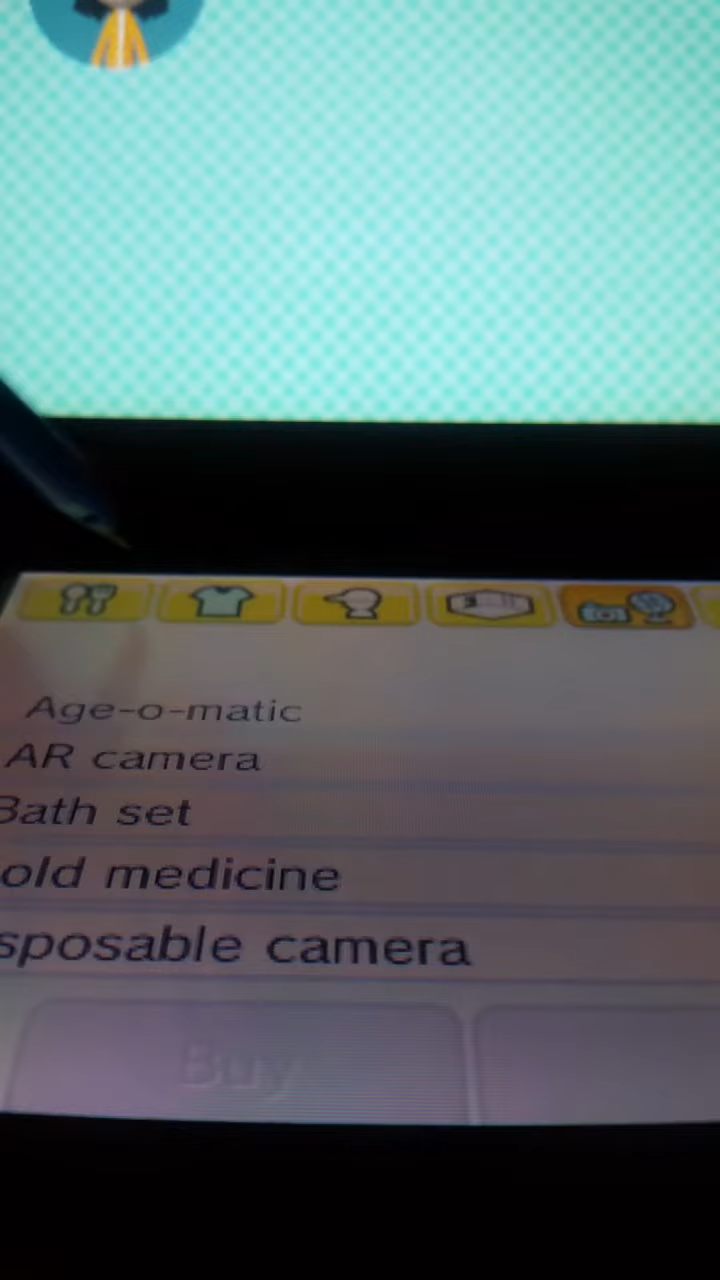 Age-o-matic
AR camera
Bath set
old medicine
sposable camera
Buy